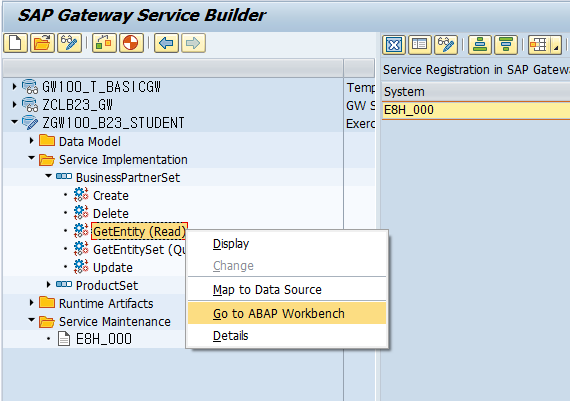 SAP Gateway Service Builder
GW100_T_BASICGW
Temp
ZCLB23_GW
GW S
ZGW100_B23_STUDENT
Exerc
Data Model
Service Implementation
BusinessPartnerSet
Create
Delete
GetEntity (Read)
GetEntitySet (Qu
Update
ProductSet
Runtime Artifacts
Service Maintenance
E8H_000
Display
Change
Map to Data Source
Go to ABAP Workbench
Details
Service Registration in SAP Gatewa
System
E8H_000